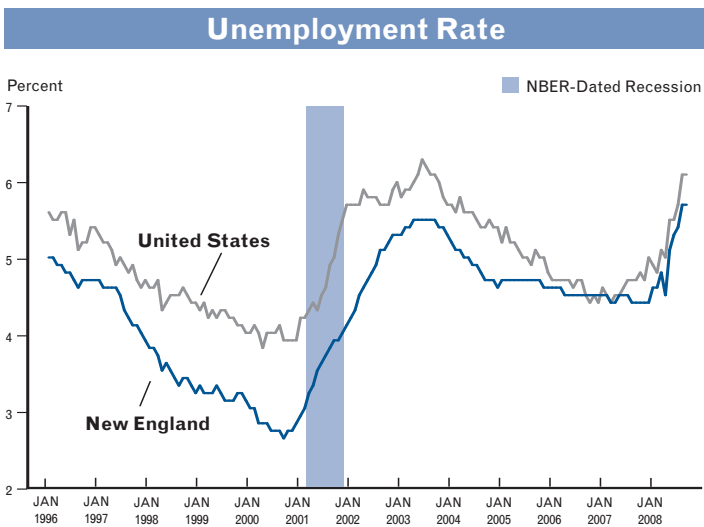 Unemployment Rate
Percent
NBER-Dated Recession
7
6
5
4
3
2
United States
New England
JAN JAN JAN JAN JAN JAN JAN JAN JAN JAN JAN JAN JAN
1996 1997 1998 1999 2000 2001 2002 2003 2004 2005 2006 2007 2008